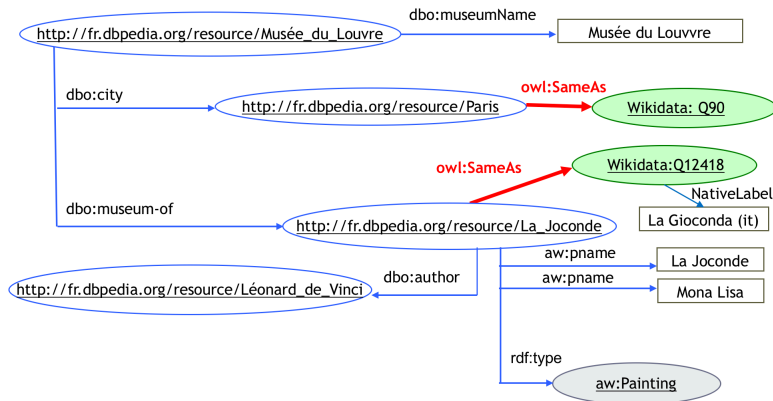 dbo:museumName
http://fr.dbpedia.org/resource/Musée_du_Louvre
Musée du Louvvre
owl:SameAs
dbo:city
http://fr.dbpedia.org/resource/Paris
Wikidata: Q90
owl:SameAs
Wikidata:Q12418
NativeLabel
dbo:museum-of
La Gioconda (it)
http://fr.dbpedia.org/resource/La_Joconde
aw:pname
La Joconde
dbo:author
aw:pname
http://fr.dbpedia.org/resource/Léonard_de_Vinci
Mona Lisa
rdf:type
aw:Painting